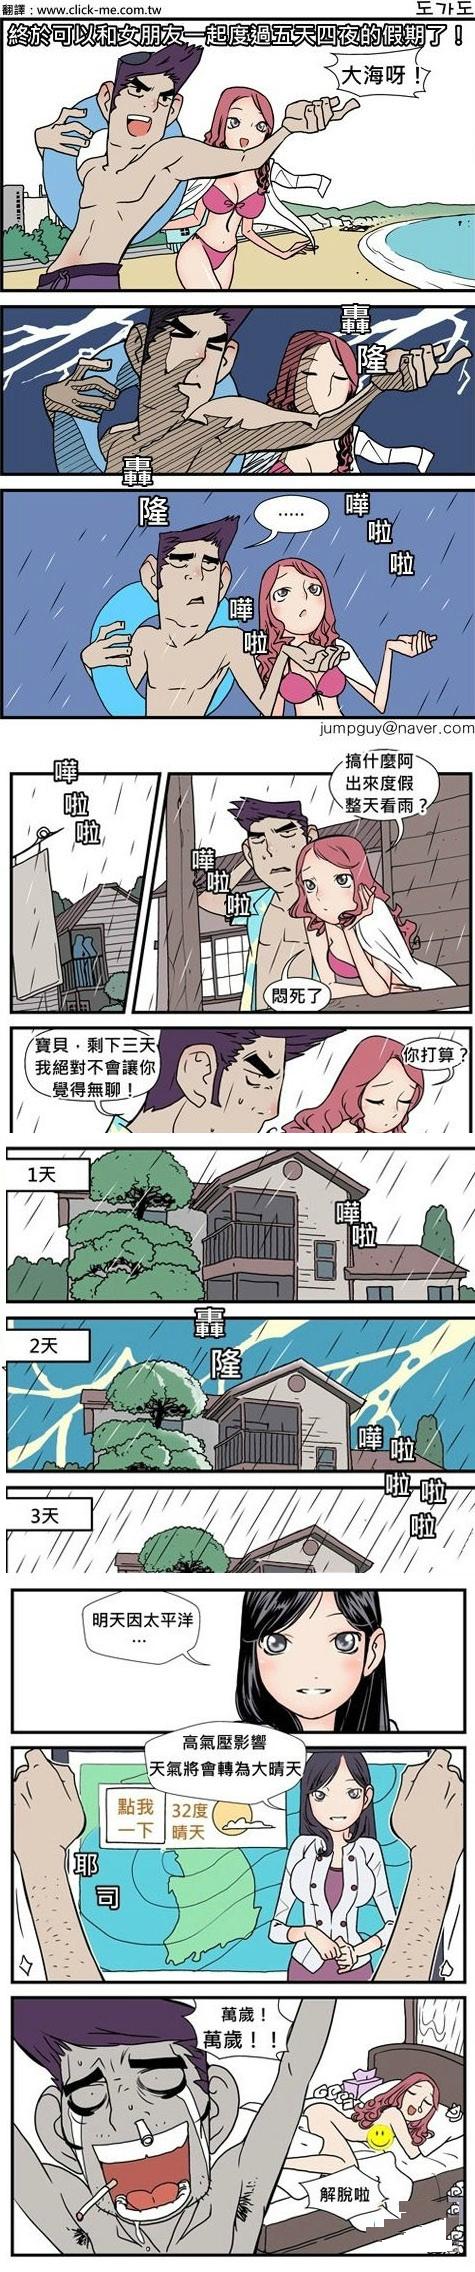 翻譯：www.click-me.com.tw
도가도
終於可以和女朋友一起度過五天四夜的假期了！
大海呀！
轟
隆
轟
隆
.....
嘩
啦
啦
嘩
啦
jumpguy@naver.com
嘩
啦
啦
搞什麼阿
出來度假
整天看雨？
嘩
啦
啦
悶死了
寶貝，剩下三天
我絕對不會讓你
覺得無聊！
你打算？
1天
嘩
啦
2天
轟
隆
嘩
啦
啦
啦
啦
3天
明天因太平洋
...
高氣壓影響
天氣將會轉為大晴天
點我
一下
32度
晴天
耶
司
萬歲！
萬歲！！
解脫啦